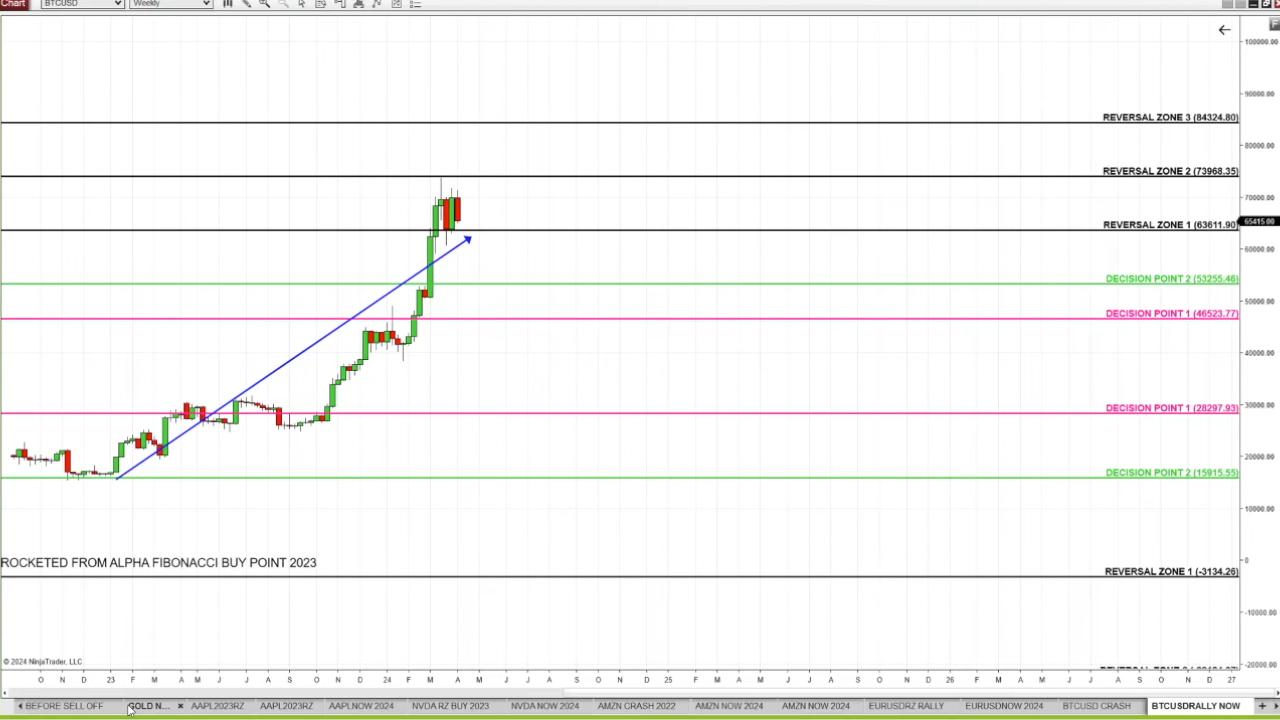 Chart BTCUSD Weekly
F
100000.00
90000.00
REVERSAL ZONE 3 (84324.80)
80000.00
REVERSAL ZONE 2 (73968.35)
70000.00
65415.00
REVERSAL ZONE 1 (63611.90)
60000.00
DECISION POINT 2 (53255.46)
50000.00
DECISION POINT 1 (46523.77)
40000.00
DECISION POINT 1 (28297.93)
30000.00
20000.00
DECISION POINT 2 (15915.55)
10000.00
ROCKETED FROM ALPHA FIBONACCI BUY POINT 2023
0
REVERSAL ZONE 1 (-3134.26)
-10000.00
© 2024 NinjaTrader, LLC
-20000.00
O N D 23 F M A M J J A S O N D 24 F M A M J J A S O N D 25 F M A M J J A S O N D 26 F M A M J J A S O N D 27
BEFORE SELL OFF GOLD N... × AAPL2023RZ AAPL2023RZ AAPLNOW 2024 NVDA RZ BUY 2023 NVDA NOW 2024 AMZN CRASH 2022 AMZN NOW 2024 AMZN NOW 2024 EURUSDRZ RALLY EURUSDNOW 2024 BTCUSD CRASH BTCUSDRALLY NOW +